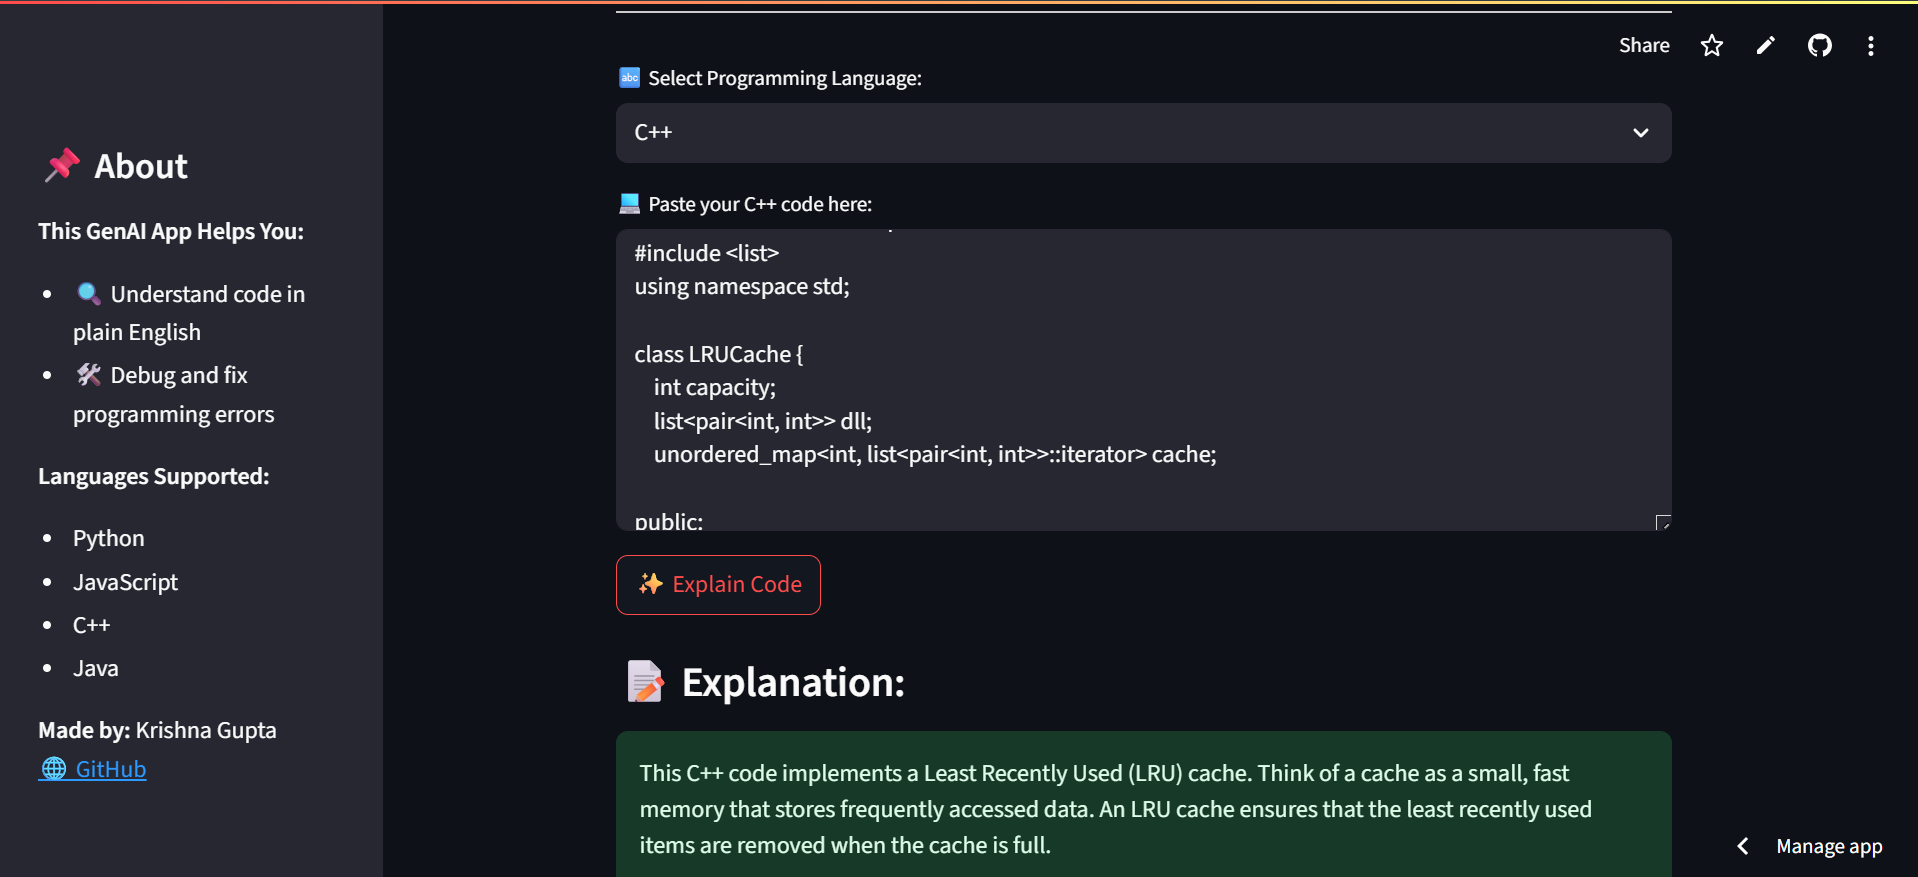 About
This GenAI App Helps You:
Understand code in
plain English
Debug and fix
programming errors
Languages Supported:
Python
JavaScript
C++
Java
Made by: Krishna Gupta
GitHub
Share
abc Select Programming Language:
C++
Paste your C++ code here:
#include <list>
using namespace std;
class LRUCache {
int capacity;
list<pair<int, int>> dll;
unordered_map<int, list<pair<int, int>>::iterator> cache;
public:
Explain Code
Explanation:
This C++ code implements a Least Recently Used (LRU) cache. Think of a cache as a small, fast
memory that stores frequently accessed data. An LRU cache ensures that the least recently used
items are removed when the cache is full.
Manage app